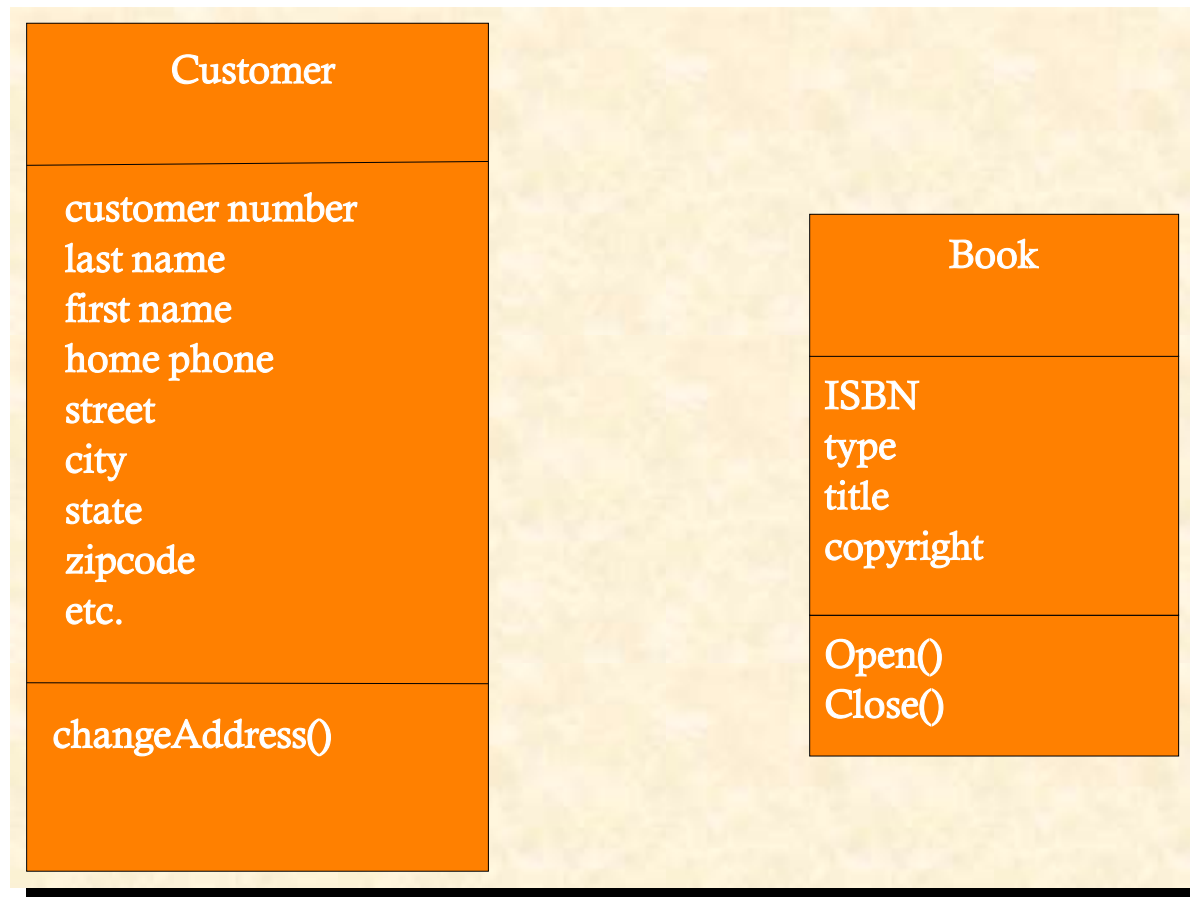 Customer
customer number
last name
first name
home phone
street
city
state
zipcode
etc.
changeAddress()
Book
ISBN
type
title
copyright
Open()
Close()